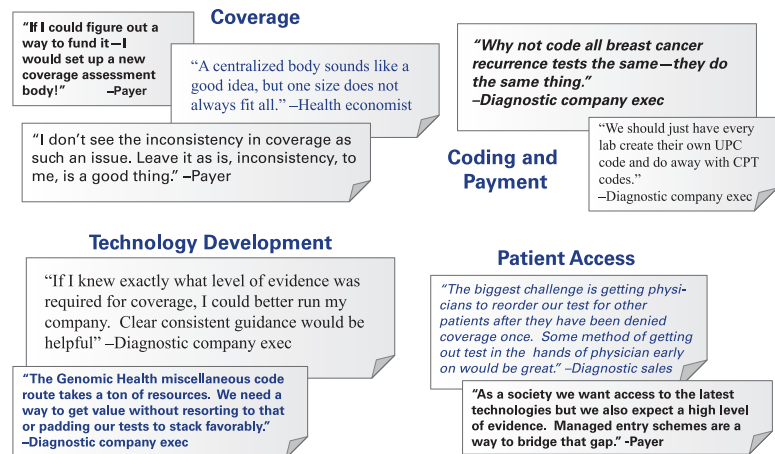 Coverage
“If I could figure out a
way to fund it—I
would set up a new
coverage assessment
body!” –Payer
“A centralized body sounds like a
good idea, but one size does not
always fit all.” –Health economist
“I don’t see the inconsistency in coverage as
such an issue. Leave it as is, inconsistency, to
me, is a good thing.” –Payer
“Why not code all breast cancer
recurrence tests the same—they do
the same thing.”
–Diagnostic company exec
Coding and
Payment
“We should just have every
lab create their own UPC
code and do away with CPT
codes.”
–Diagnostic company exec
Technology Development
“If I knew exactly what level of evidence was
required for coverage, I could better run my
company. Clear consistent guidance would be
helpful” –Diagnostic company exec
“The Genomic Health miscellaneous code
route takes a ton of resources. We need a
way to get value without resorting to that
or padding our tests to stack favorably.”
–Diagnostic company exec
Patient Access
“The biggest challenge is getting physi-
cians to reorder our test for other
patients after they have been denied
coverage once. Some method of getting
out test in the hands of physician early
on would be great.” –Diagnostic sales
“As a society we want access to the latest
technologies but we also expect a high level
of evidence. Managed entry schemes are a
way to bridge that gap.” -Payer